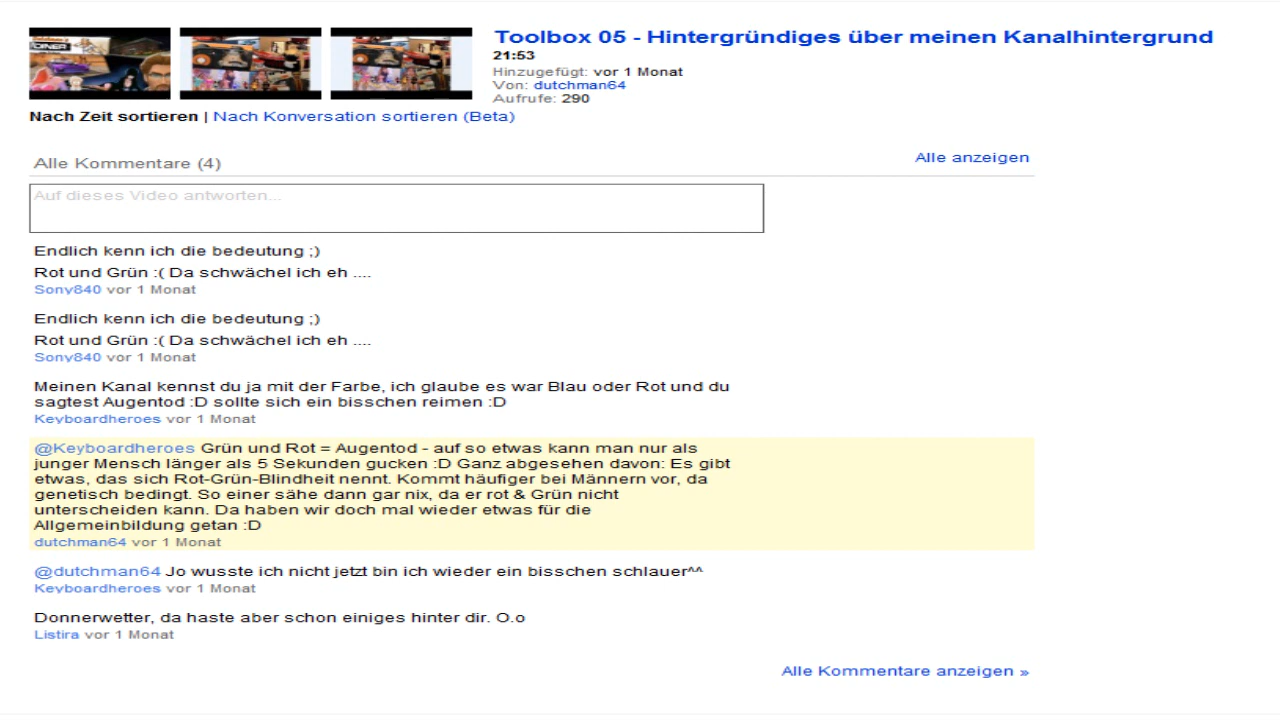 DINER
Toolbox 05 - Hintergründiges über meinen Kanalhintergrund
21:53
Hinzugefügt: vor 1 Monat
Von: dutchman64
Aufrufe: 290
Nach Zeit sortieren | Nach Konversation sortieren (Beta)
Alle Kommentare (4)
Alle anzeigen
Auf dieses Video antworten...
Endlich kenn ich die bedeutung ;)
Rot und Grün :( Da schwächel ich eh ....
Sony840 vor 1 Monat
Endlich kenn ich die bedeutung ;)
Rot und Grün :( Da schwächel ich eh ....
Sony840 vor 1 Monat
Meinen Kanal kennst du ja mit der Farbe, ich glaube es war Blau oder Rot und du
sagtest Augentod :D sollte sich ein bisschen reimen :D
Keyboardheroes vor 1 Monat
@Keyboardheroes Grün und Rot = Augentod - auf so etwas kann man nur als
junger Mensch länger als 5 Sekunden gucken :D Ganz abgesehen davon: Es gibt
etwas, das sich Rot-Grün-Blindheit nennt. Kommt häufiger bei Männern vor, da
genetisch bedingt. So einer sähe dann gar nix, da er rot & Grün nicht
unterscheiden kann. Da haben wir doch mal wieder etwas für die
Allgemeinbildung getan :D
dutchman64 vor 1 Monat
@dutchman64 Jo wusste ich nicht jetzt bin ich wieder ein bisschen schlauer^^
Keyboardheroes vor 1 Monat
Donnerwetter, da haste aber schon einiges hinter dir. O.o
Listira vor 1 Monat
Alle Kommentare anzeigen »